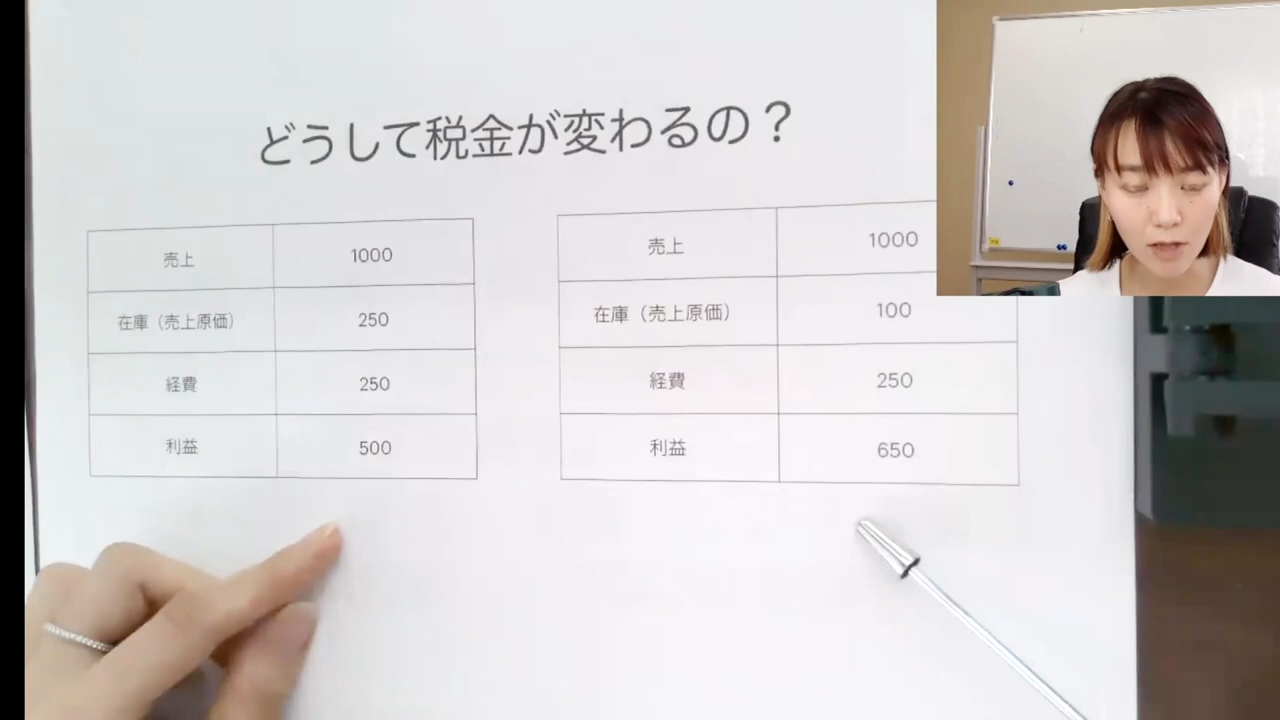 どうして税金が変わるの？
売上 1000
在庫（売上原価） 250
経費 250
利益 500
売上 1000
在庫（売上原価） 100
経費 250
利益 650